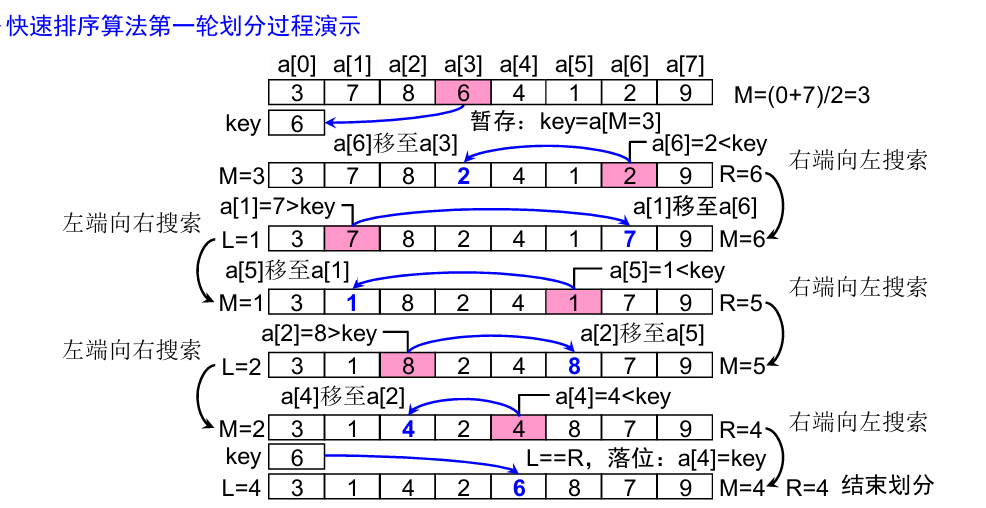 快速排序算法第一轮划分过程演示
a[0] a[1] a[2] a[3] a[4] a[5] a[6] a[7]
3 7 8 6 4 1 2 9 M=(0+7)/2=3
key 6 暂存：key=a[M=3]
a[6]移至a[3] a[6]=2<key 右端向左搜索
M=3 3 7 8 2 4 1 2 9 R=6
左端向右搜索 a[1]=7>key a[1]移至a[6]
L=1 3 7 8 2 4 1 7 9 M=6
a[5]移至a[1] a[5]=1<key 右端向左搜索
M=1 3 1 8 2 4 1 7 9 R=5
左端向右搜索 a[2]=8>key a[2]移至a[5]
L=2 3 1 8 2 4 8 7 9 M=5
a[4]移至a[2] a[4]=4<key 右端向左搜索
M=2 3 1 4 2 4 8 7 9 R=4
key 6 L==R，落位：a[4]=key
L=4 3 1 4 2 6 8 7 9 M=4 R=4 结束划分